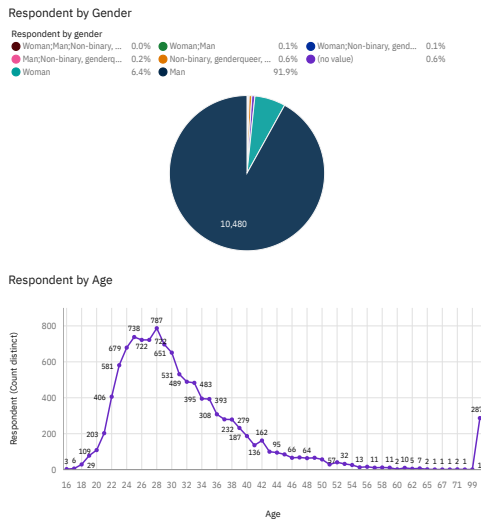 Respondent by Gender
Respondent by gender
Woman;Man;Non-binary, ... 0.0% Woman;Man 0.1% Woman;Non-binary, gend... 0.1%
Man;Non-binary, genderq... 0.2% Non-binary, genderqueer, ... 0.6% (no value) 0.6%
Woman 6.4% Man 91.9%
10,480
Respondent by Age
Respondent (Count distinct)
800
600
400
200
0
3 6 29 109 203 406 581 679 738 722 787 722 651 531 489 395 483 308 393 232 279 187 136 162 95 66 64 57 32 13 11 11 2 10 5 7 2 1 1 1 2 1 287 1
16 18 20 22 24 26 28 30 32 34 36 38 40 42 44 46 48 50 52 54 56 58 60 62 65 67 71 99
Age